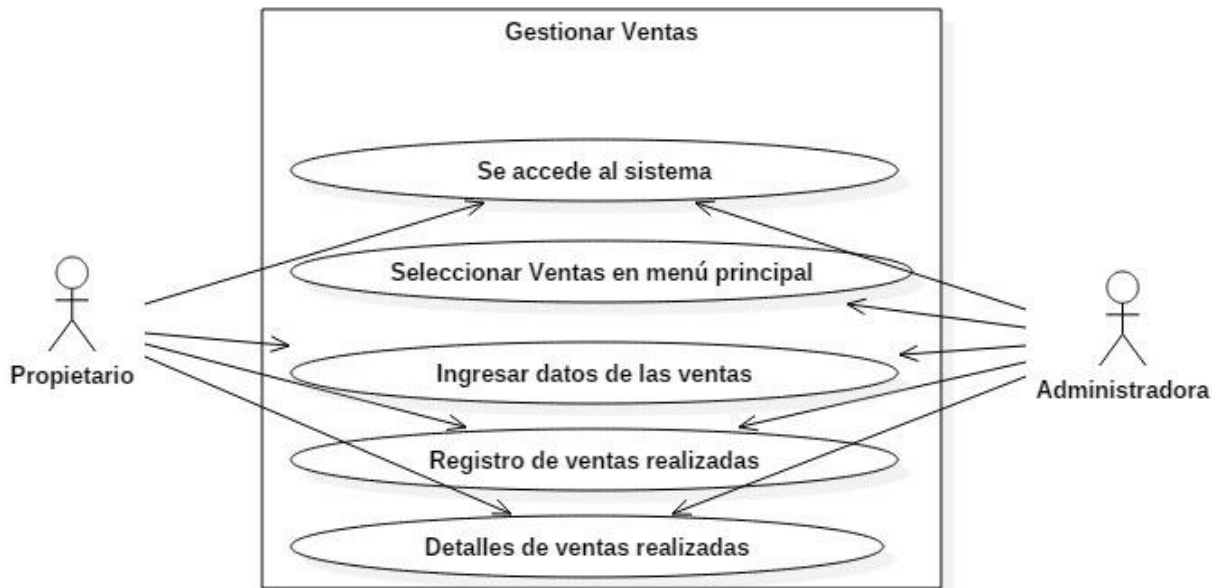 Gestionar Ventas
Se accede al sistema
Seleccionar Ventas en menú principal
Propietario
Ingresar datos de las ventas
Administradora
Registro de ventas realizadas
Detalles de ventas realizadas